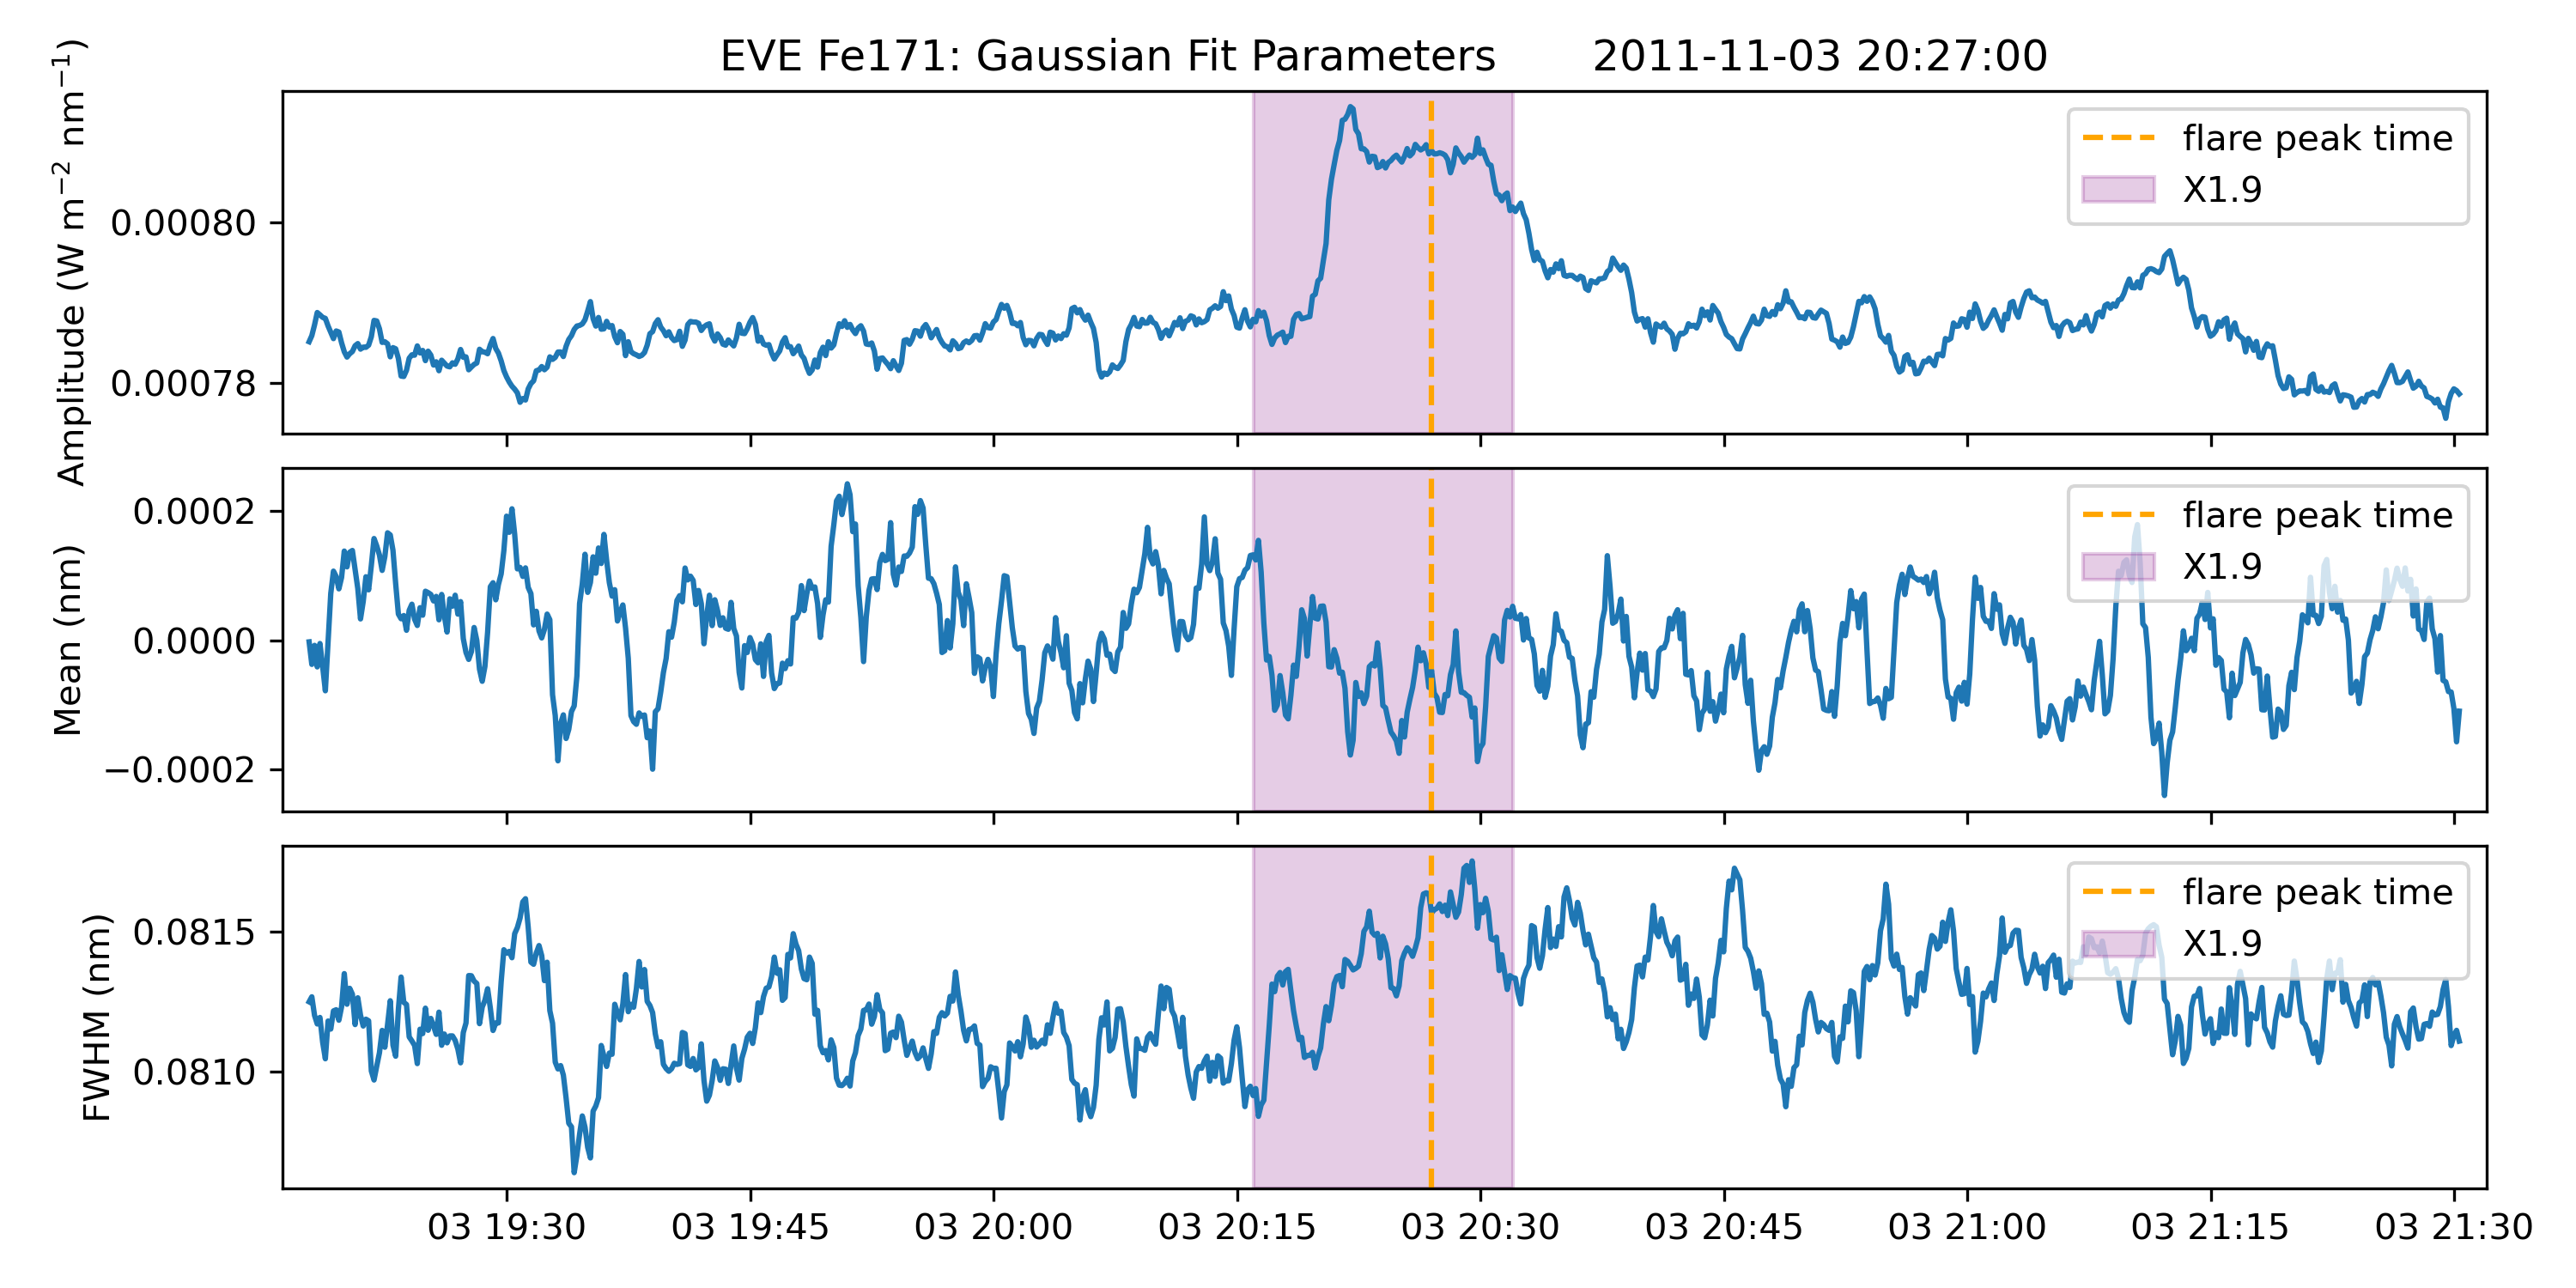 EVE Fe171: Gaussian Fit Parameters 2011-11-03 20:27:00
Amplitude (W m⁻² nm⁻¹)
0.00080
0.00078
flare peak time
X1.9
Mean (nm)
0.0002
0.0000
−0.0002
flare peak time
X1.9
FWHM (nm)
0.0815
0.0810
flare peak time
X1.9
03 19:30 03 19:45 03 20:00 03 20:15 03 20:30 03 20:45 03 21:00 03 21:15 03 21:30